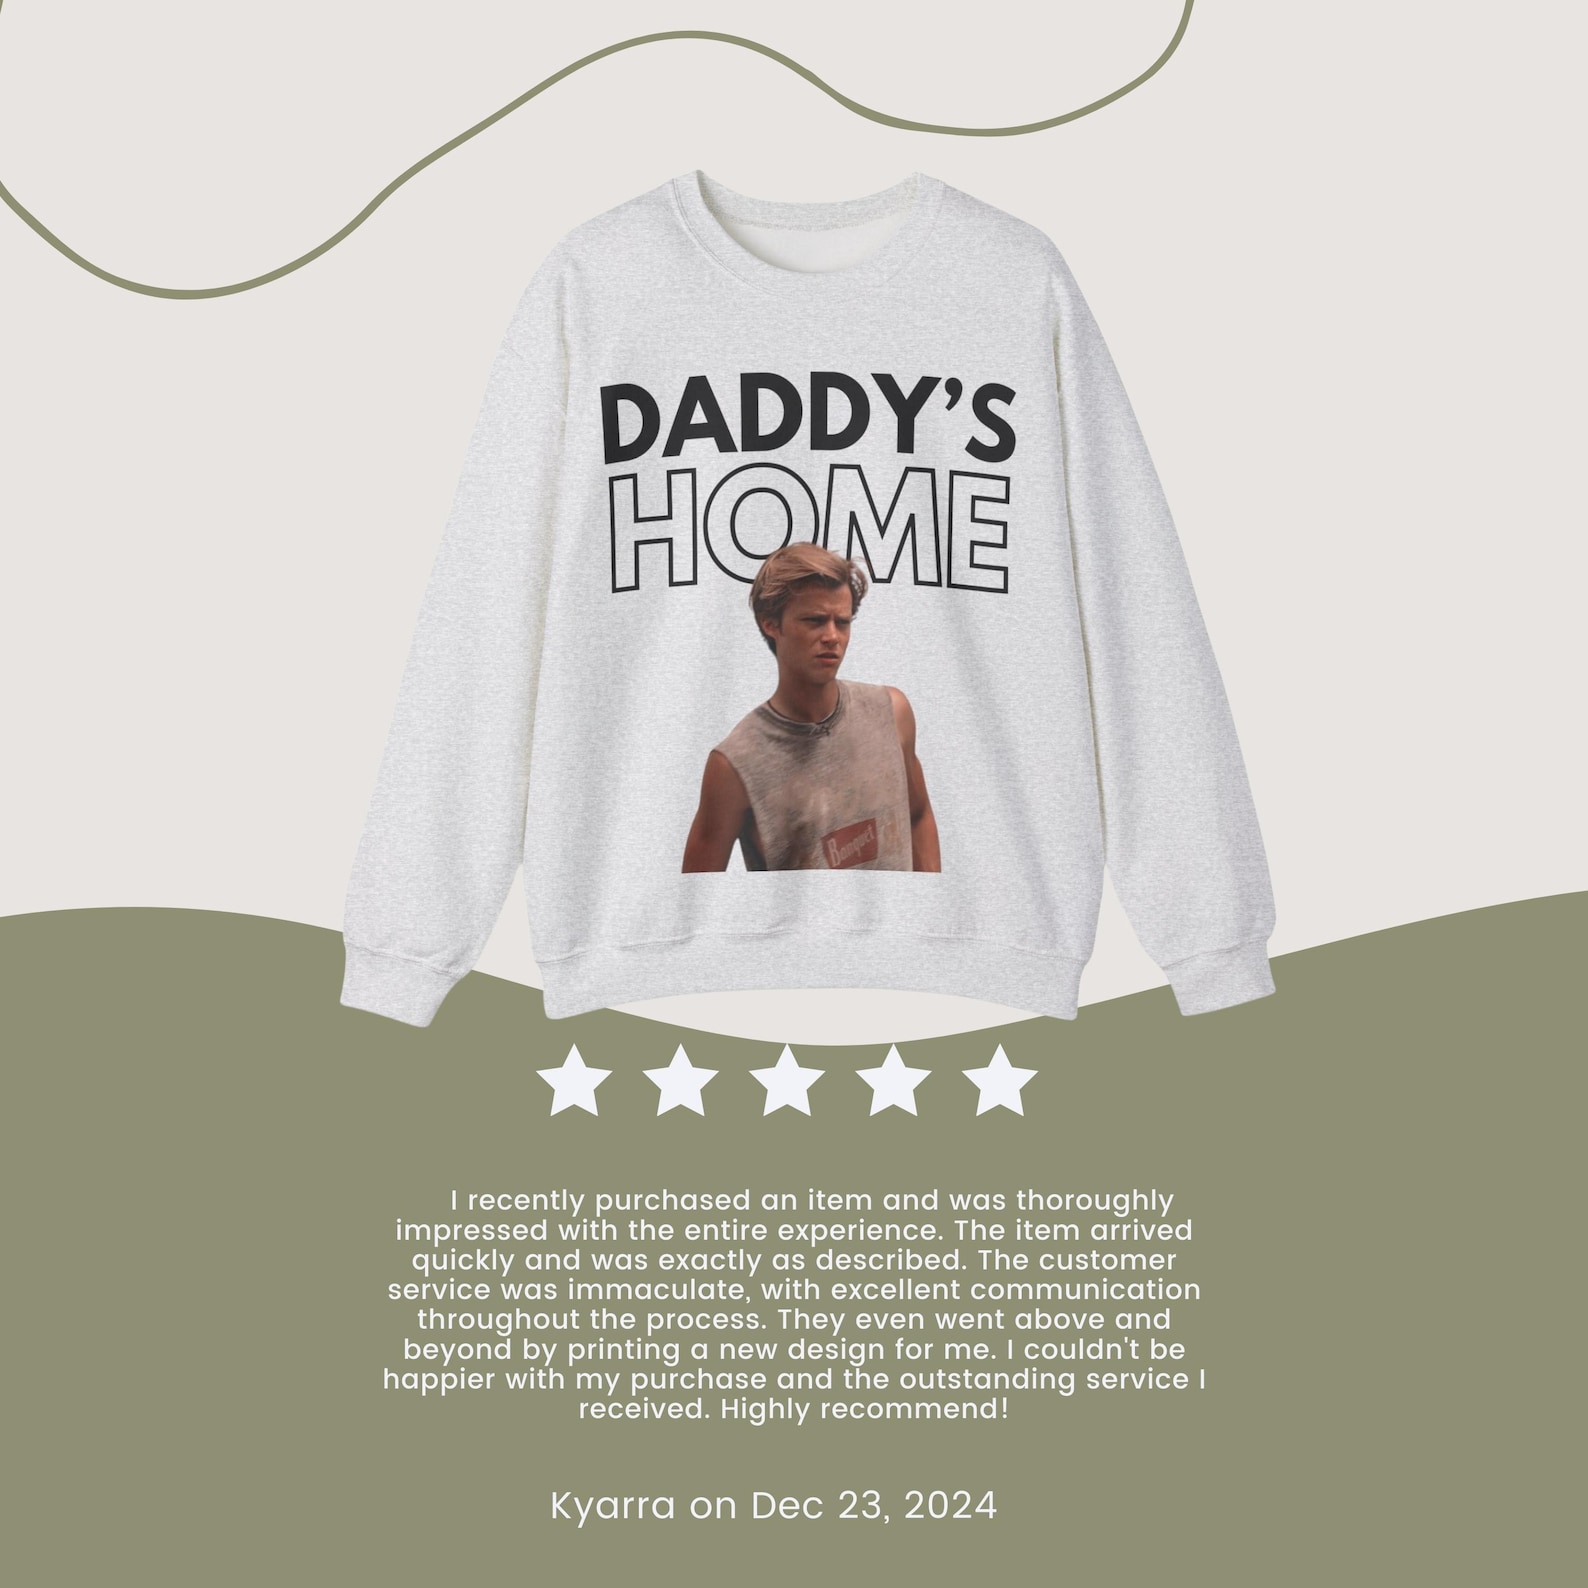 DADDY’S
HOME
Banquet
I recently purchased an item and was thoroughly
impressed with the entire experience. The item arrived
quickly and was exactly as described. The customer
service was immaculate, with excellent communication
throughout the process. They even went above and
beyond by printing a new design for me. I couldn't be
happier with my purchase and the outstanding service I
received. Highly recommend!
Kyarra on Dec 23, 2024